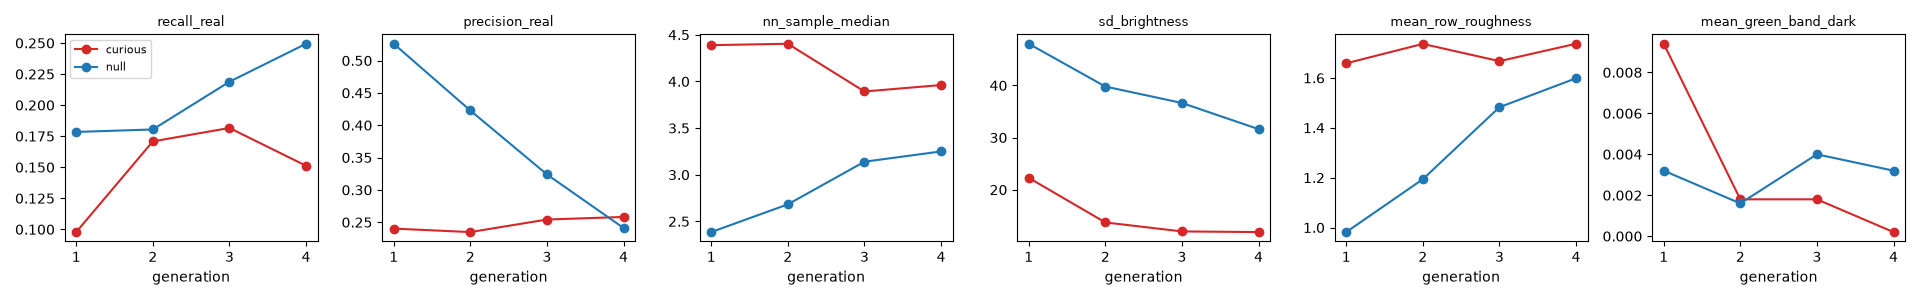 recall_real
0.250
0.225
0.200
0.175
0.150
0.125
0.100
curious
null
1 2 3 4
generation
precision_real
0.50
0.45
0.40
0.35
0.30
0.25
1 2 3 4
generation
nn_sample_median
4.5
4.0
3.5
3.0
2.5
1 2 3 4
generation
sd_brightness
40
30
20
1 2 3 4
generation
mean_row_roughness
1.6
1.4
1.2
1.0
1 2 3 4
generation
mean_green_band_dark
0.008
0.006
0.004
0.002
0.000
1 2 3 4
generation